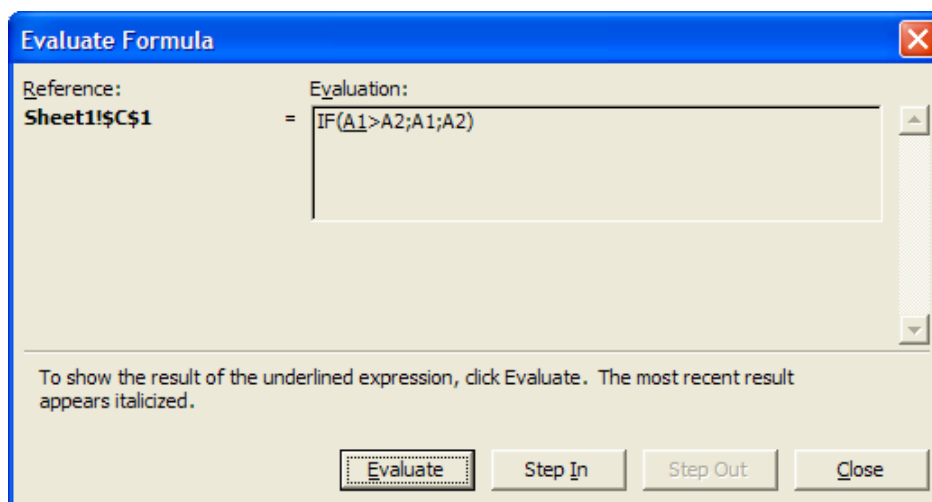 Evaluate Formula
Reference:
Evaluation:
Sheet1!$C$1
= IF(A1>A2;A1;A2)
To show the result of the underlined expression, click Evaluate. The most recent result
appears italicized.
Evaluate
Step In
Step Out
Close